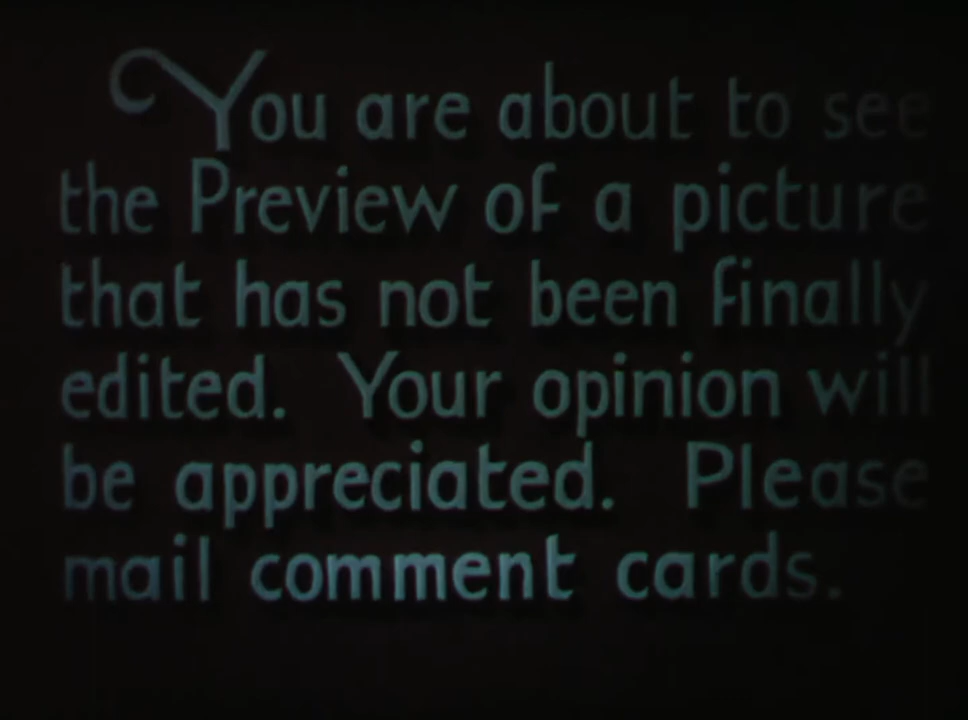 You are about to see
the Preview of a picture
that has not been finally
edited. Your opinion will
be appreciated. Please
mail comment cards.